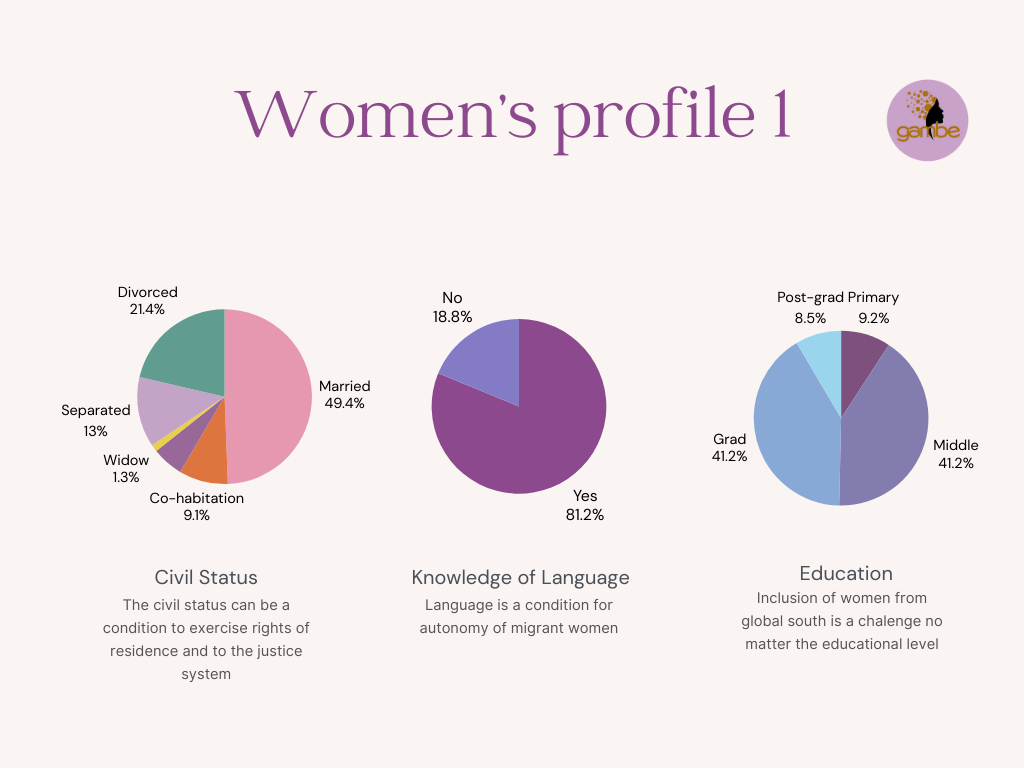 Women's profile 1
gambe
Divorced
21.4%
Married
49.4%
Separated
13%
Widow
1.3%
Co-habitation
9.1%
Civil Status
The civil status can be a
condition to exercise rights of
residence and to the justice
system
No
18.8%
Yes
81.2%
Knowledge of Language
Language is a condition for
autonomy of migrant women
Post-grad Primary
8.5% 9.2%
Grad
41.2%
Middle
41.2%
Education
Inclusion of women from
global south is a chalenge no
matter the educational level